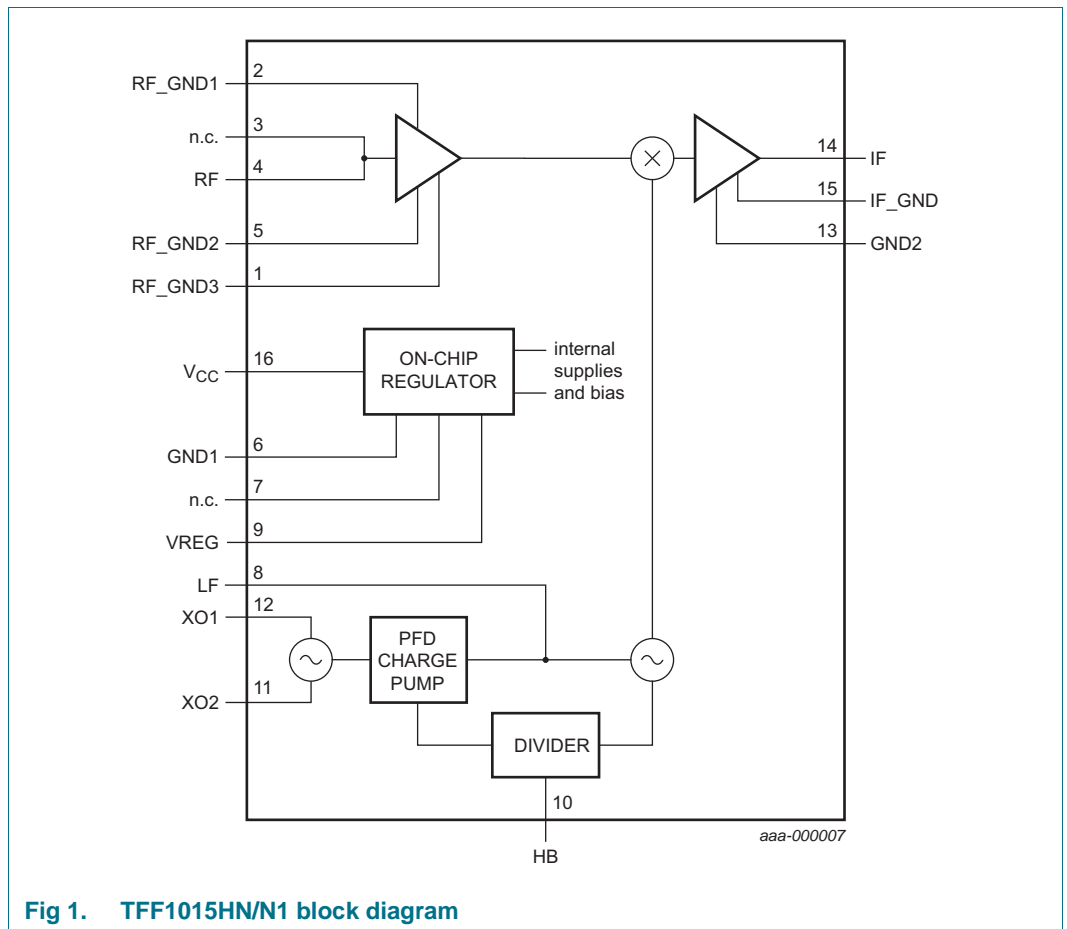 RF_GND1
2
n.c.
3
RF
4
RF_GND2
5
RF_GND3
1
14
IF
15
IF_GND
13
GND2
VCC
16
ON-CHIP
REGULATOR
internal
supplies
and bias
GND1
6
n.c.
7
VREG
9
LF
8
XO1
12
XO2
11
PFD
CHARGE
PUMP
DIVIDER
10
HB
aaa-000007
Fig 1. TFF1015HN/N1 block diagram